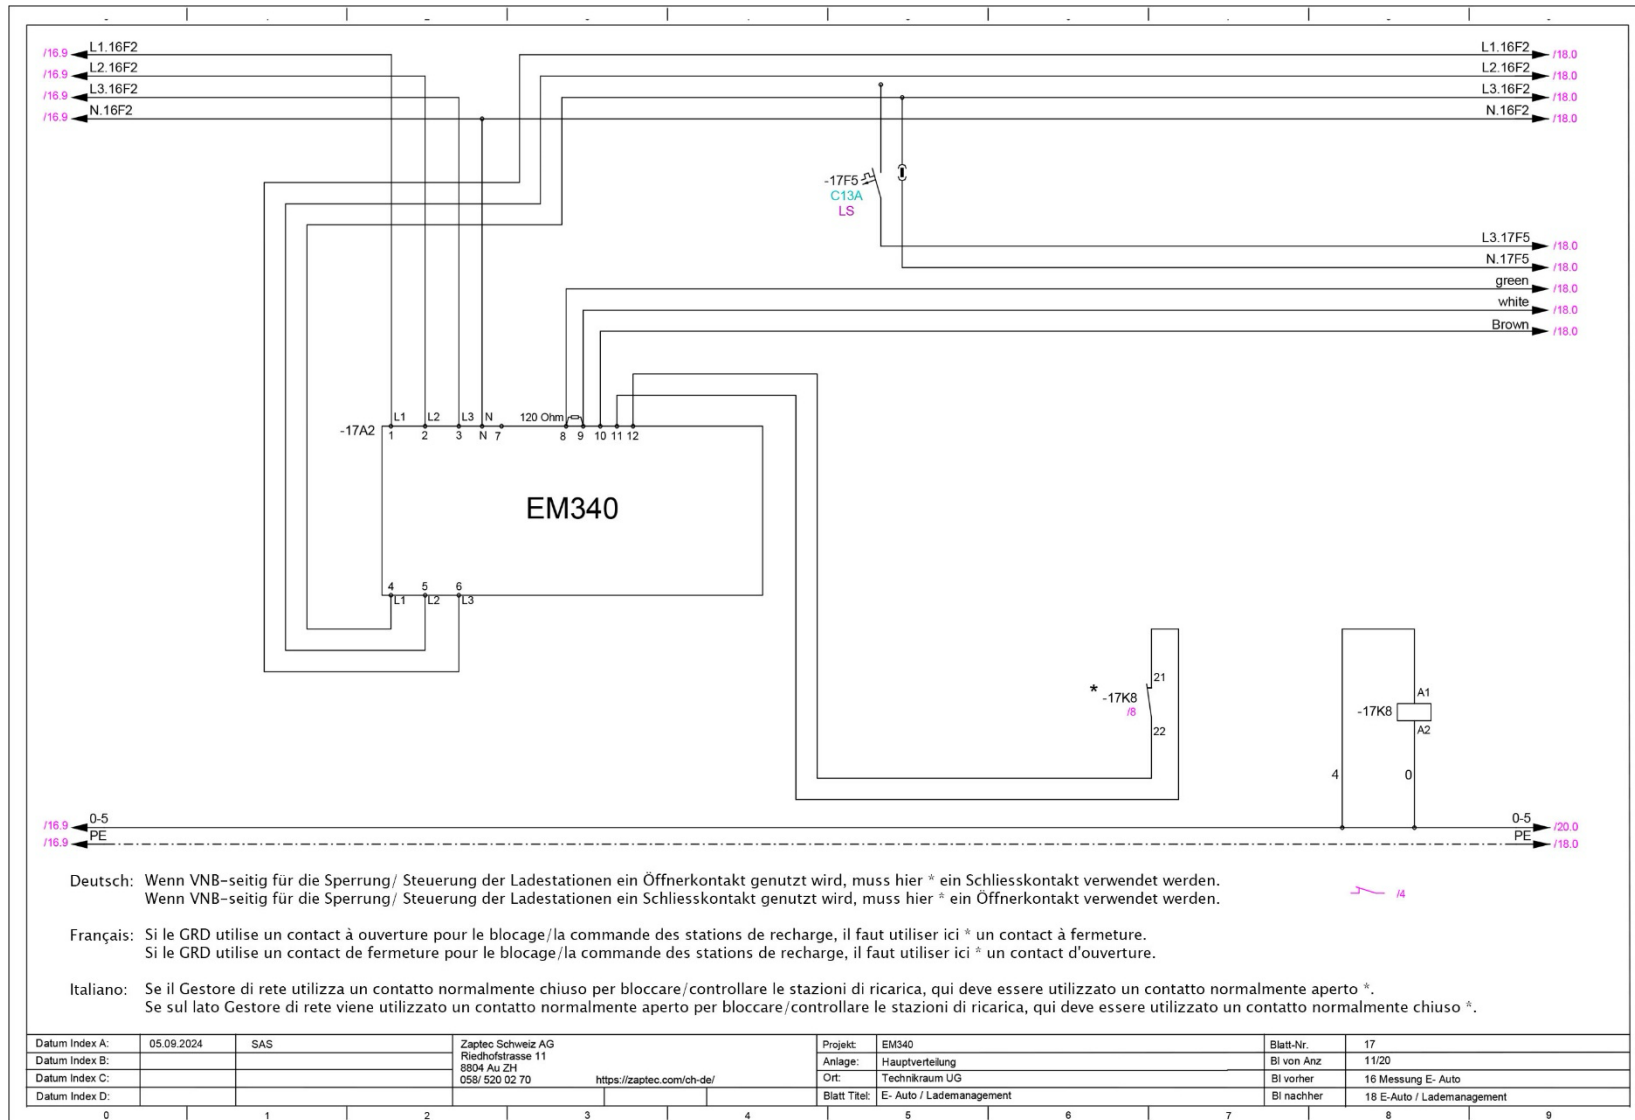 /16.9 L1.16F2 L1.16F2 /18.0
/16.9 L2.16F2 L2.16F2 /18.0
/16.9 L3.16F2 L3.16F2 /18.0
/16.9 N.16F2 N.16F2 /18.0
-17F5
C13A
LS
L3.17F5 /18.0
N.17F5 /18.0
green /18.0
white /18.0
Brown /18.0
L1 L2 L3 N 120 Ohm
-17A2 1 2 3 N 7 8 9 10 11 12
EM340
4 5 6
L1 L2 L3
* -17K8 21
/8
22
-17K8 A1
A2
4 0
/16.9 0-5 0-5 /20.0
/16.9 PE PE /18.0
Deutsch: Wenn VNB-seitig für die Sperrung/ Steuerung der Ladestationen ein Öffnerkontakt genutzt wird, muss hier * ein Schliesskontakt verwendet werden.
Wenn VNB-seitig für die Sperrung/ Steuerung der Ladestationen ein Schliesskontakt genutzt wird, muss hier * ein Öffnerkontakt verwendet werden.
/4
Français: Si le GRD utilise un contact à ouverture pour le blocage/la commande des stations de recharge, il faut utiliser ici * un contact à fermeture.
Si le GRD utilise un contact de fermeture pour le blocage/la commande des stations de recharge, il faut utiliser ici * un contact d'ouverture.
Italiano: Se il Gestore di rete utilizza un contatto normalmente chiuso per bloccare/controllare le stazioni di ricarica, qui deve essere utilizzato un contatto normalmente aperto *.
Se sul lato Gestore di rete viene utilizzato un contatto normalmente aperto per bloccare/controllare le stazioni di ricarica, qui deve essere utilizzato un contatto normalmente chiuso *.
Datum Index A: 05.09.2024 SAS
Datum Index B:
Datum Index C:
Datum Index D:
Zaptec Schweiz AG
Riedhofstrasse 11
8804 Au ZH
058/ 520 02 70 https://zaptec.com/ch-de/
Projekt: EM340
Anlage: Hauptverteilung
Ort: Technikraum UG
Blatt Titel: E- Auto / Lademanagement
Blatt-Nr. 17
Bl von Anz 11/20
Bl vorher 16 Messung E- Auto
Bl nachher 18 E-Auto / Lademanagement
0 1 2 3 4 5 6 7 8 9